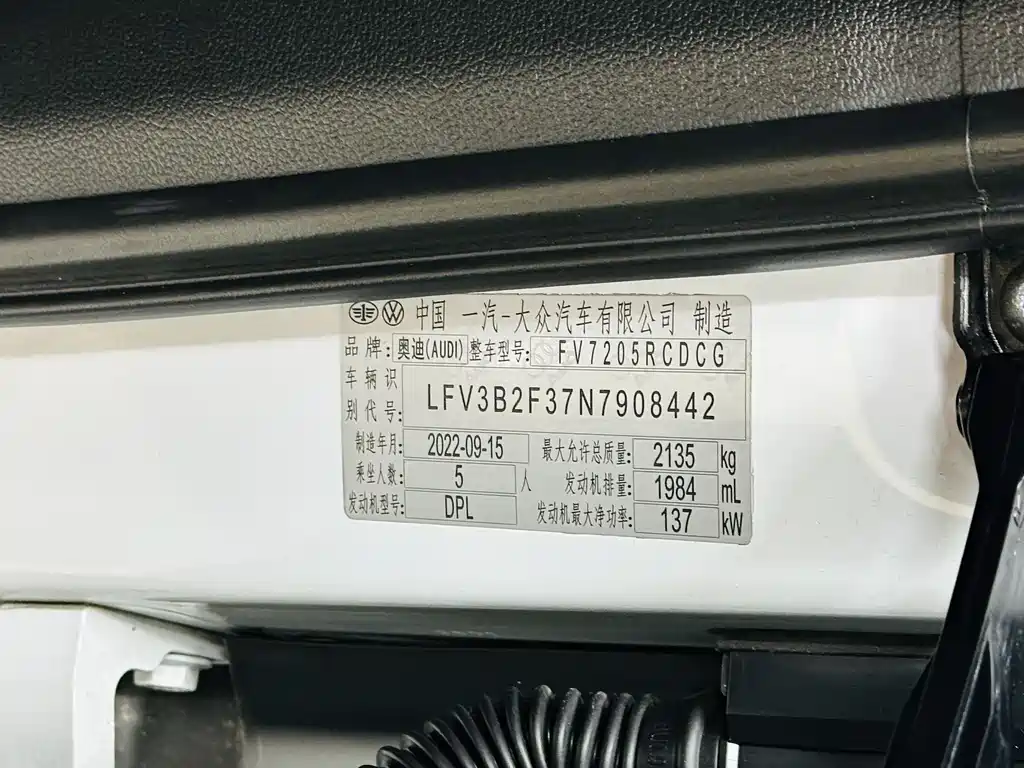 中国 一汽-大众汽车有限公司 制造
品牌: 奥迪(AUDI) 整车型号: FV7205RCDCG
车辆识别代号: LFV3B2F37N7908442
制造年月: 2022-09-15 最大允许总质量: 2135 kg
乘坐人数: 5 人 发动机排量: 1984 mL
发动机型号: DPL 发动机最大净功率: 137 kW